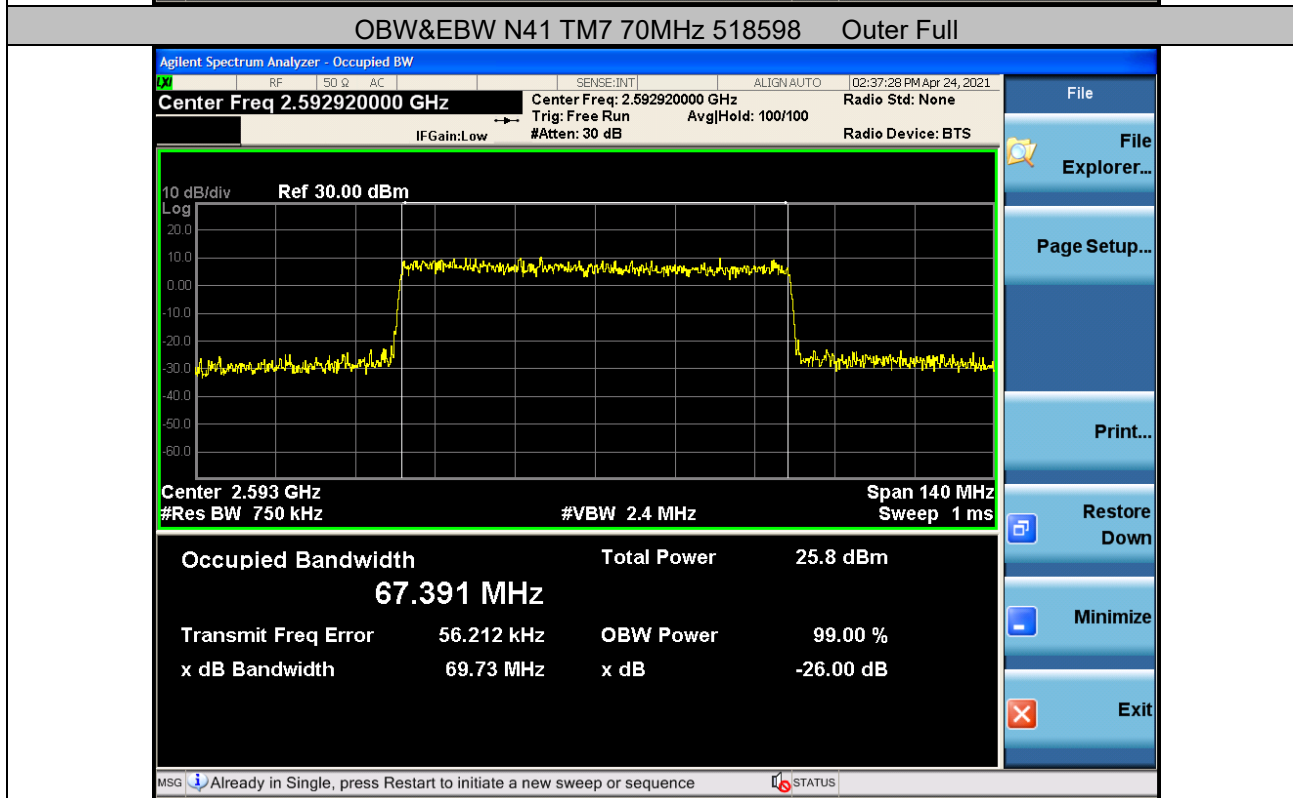 OBW&EBW N41 TM7 70MHz 518598 Outer Full
Agilent Spectrum Analyzer - Occupied BW
LXI RF 50 Ω AC SENSE:INT ALIGN AUTO 02:37:28 PM Apr 24, 2021
Center Freq 2.592920000 GHz
Center Freq: 2.592920000 GHz
Radio Std: None
Trig: Free Run Avg|Hold: 100/100
IFGain:Low #Atten: 30 dB
Radio Device: BTS
10 dB/div Ref 30.00 dBm
Log
20.0
10.0
0.00
-10.0
-20.0
-30.0
-40.0
-50.0
-60.0
Center 2.593 GHz Span 140 MHz
#Res BW 750 kHz #VBW 2.4 MHz Sweep 1 ms
Occupied Bandwidth Total Power 25.8 dBm
67.391 MHz
Transmit Freq Error 56.212 kHz OBW Power 99.00 %
x dB Bandwidth 69.73 MHz x dB -26.00 dB
MSG Already in Single, press Restart to initiate a new sweep or sequence STATUS
File
File
Explorer...
Page Setup...
Print...
Restore
Down
Minimize
Exit